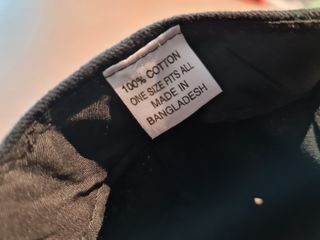 100% COTTON
ONE SIZE FITS ALL
MADE IN
BANGLADESH